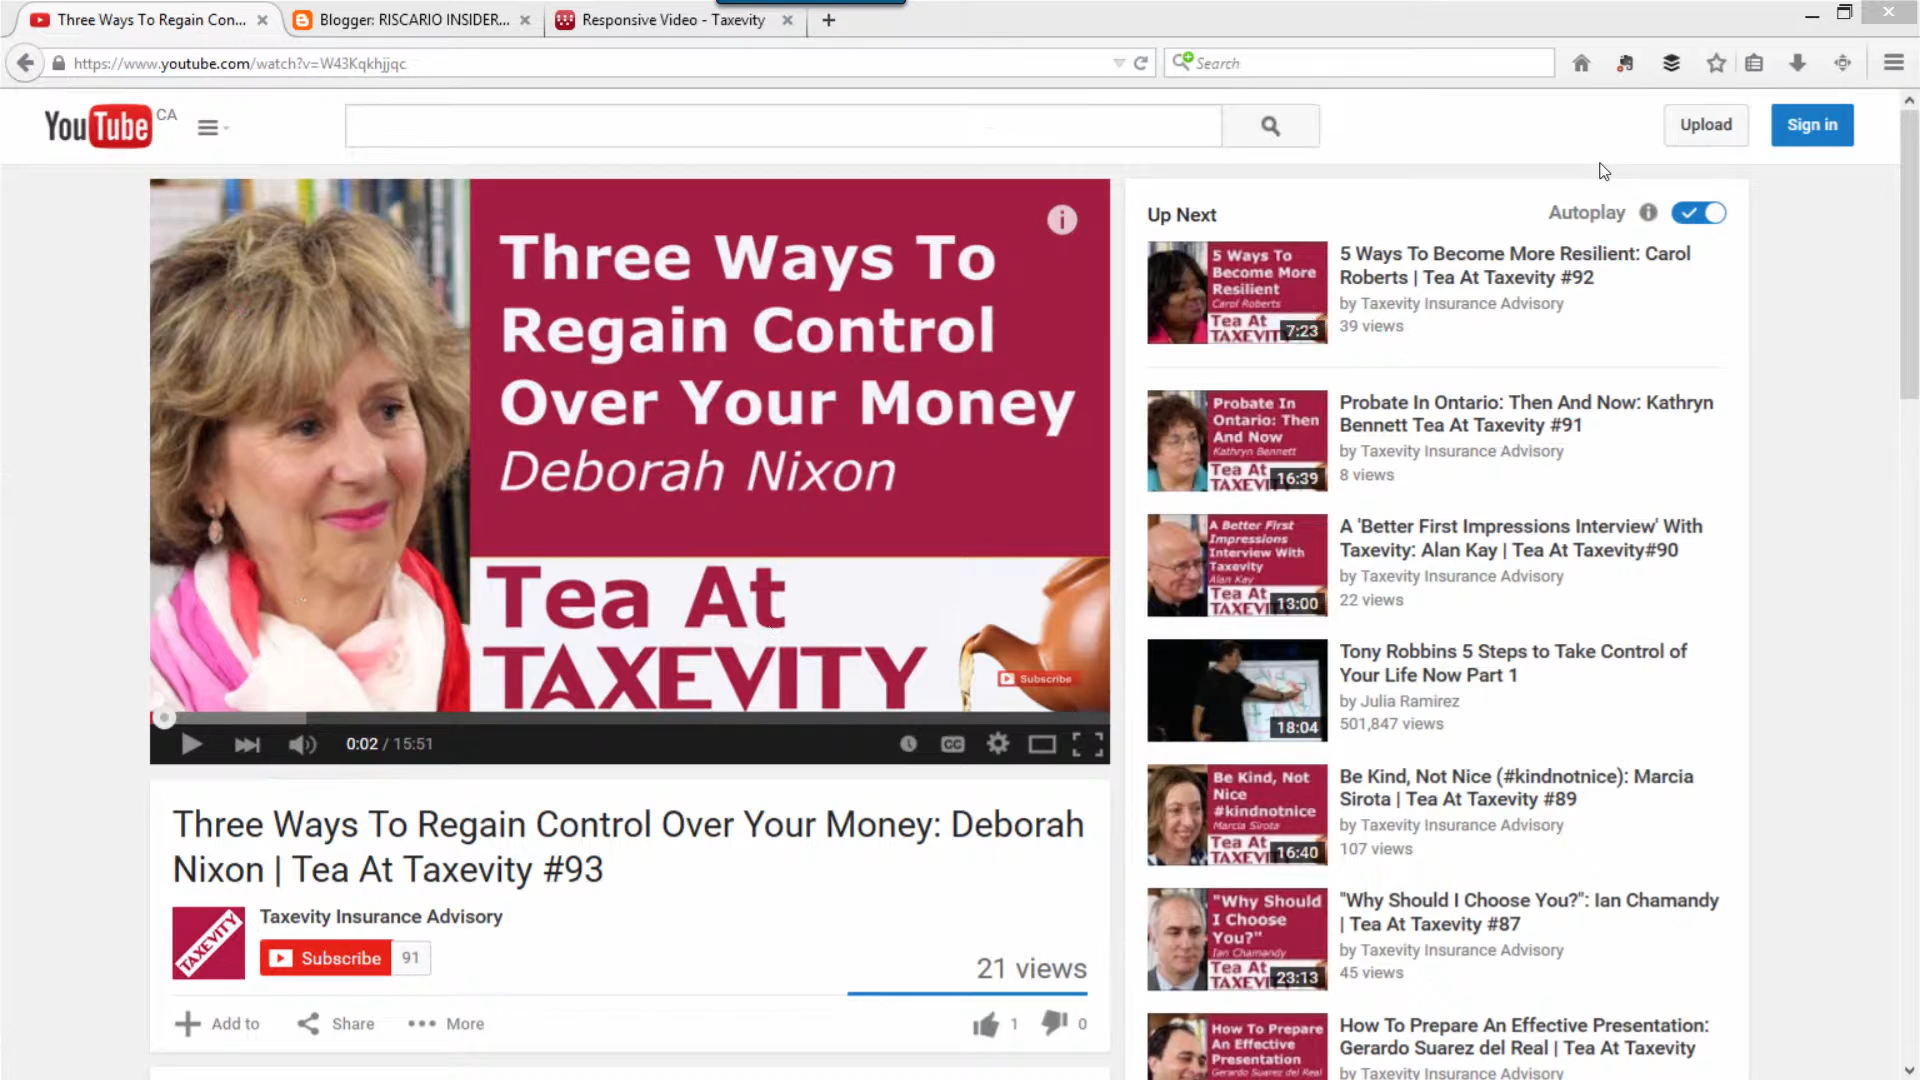 Three Ways To Regain Con...
Blogger: RISCARIO INSIDER...
Responsive Video - Taxevity
https://www.youtube.com/watch?v=W43Kqkhjjqc
Search
YouTube CA
Upload
Sign in
Three Ways To
Regain Control
Over Your Money
Deborah Nixon
Tea At
TAXEVITY
Subscribe
0:02 / 15:51
CC
Three Ways To Regain Control Over Your Money: Deborah
Nixon | Tea At Taxevity #93
TAXEVITY
Taxevity Insurance Advisory
Subscribe 91
21 views
Add to
Share
More
1
0
Up Next
Autoplay
5 Ways To
Become More
Resilient
Carol Roberts
Tea At
7:23
5 Ways To Become More Resilient: Carol
Roberts | Tea At Taxevity #92
by Taxevity Insurance Advisory
39 views
Probate In
Ontario: Then
And Now
Kathryn Bennett
Tea At
16:39
Probate In Ontario: Then And Now: Kathryn
Bennett Tea At Taxevity #91
by Taxevity Insurance Advisory
8 views
A Better First
Impressions
Interview With
Taxevity
Alan Kay
Tea At
13:00
A 'Better First Impressions Interview' With
Taxevity: Alan Kay | Tea At Taxevity#90
by Taxevity Insurance Advisory
22 views
18:04
Tony Robbins 5 Steps to Take Control of
Your Life Now Part 1
by Julia Ramirez
501,847 views
Be Kind, Not
Nice
#kindnotnice
Marcia Sirota
Tea At
16:40
Be Kind, Not Nice (#kindnotnice): Marcia
Sirota | Tea At Taxevity #89
by Taxevity Insurance Advisory
107 views
"Why Should
I Choose
You?"
Ian Chamandy
Tea At
23:13
"Why Should I Choose You?": Ian Chamandy
| Tea At Taxevity #87
by Taxevity Insurance Advisory
45 views
How To Prepare
An Effective
Presentation
Gerardo Suarez del Real
How To Prepare An Effective Presentation:
Gerardo Suarez del Real | Tea At Taxevity
by Taxevity Insurance Advisory